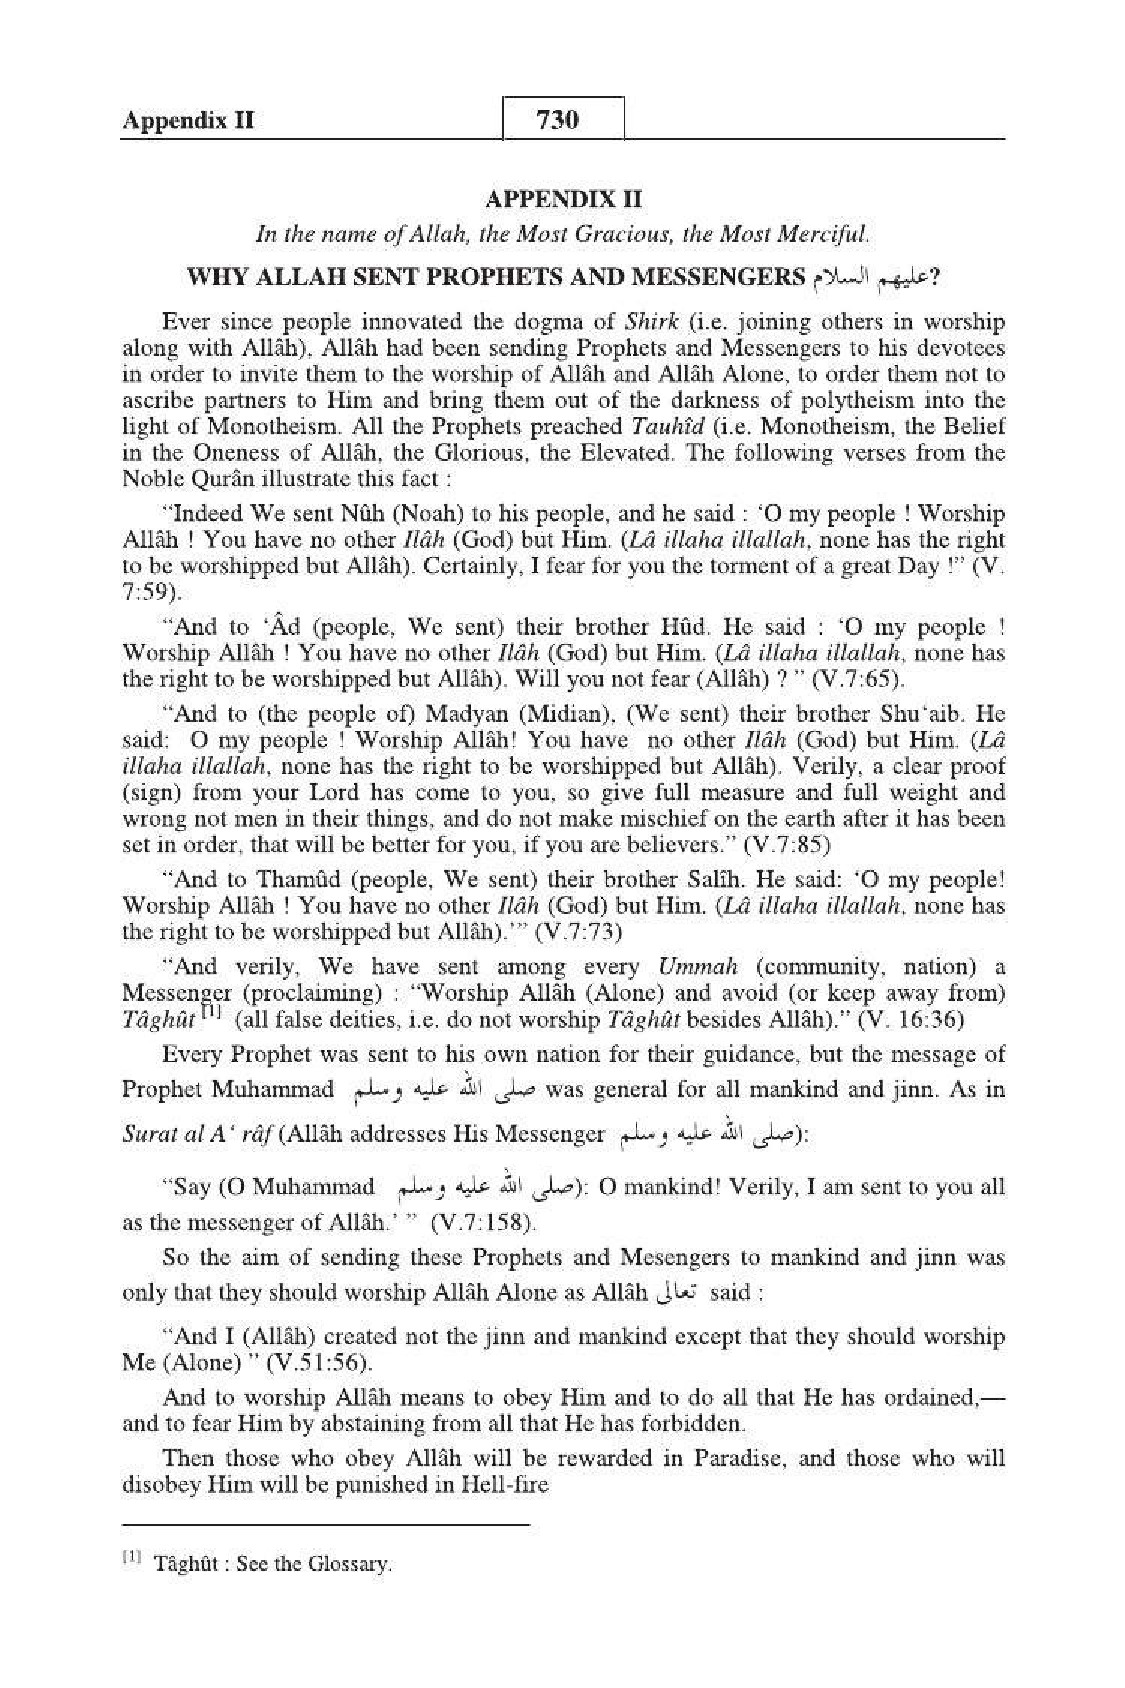 Appendix II 730
APPENDIX II
In the name of Allah, the Most Gracious, the Most Merciful.
WHY ALLAH SENT PROPHETS AND MESSENGERS عليهم السلام?
Ever since people innovated the dogma of Shirk (i.e. joining others in worship
along with Allâh), Allâh had been sending Prophets and Messengers to his devotees
in order to invite them to the worship of Allâh and Allâh Alone, to order them not to
ascribe partners to Him and bring them out of the darkness of polytheism into the
light of Monotheism. All the Prophets preached Tauhîd (i.e. Monotheism, the Belief
in the Oneness of Allâh, the Glorious, the Elevated. The following verses from the
Noble Qurân illustrate this fact :
“Indeed We sent Nûh (Noah) to his people, and he said : ‘O my people ! Worship
Allâh ! You have no other Ilâh (God) but Him. (Lâ illaha illallah, none has the right
to be worshipped but Allâh). Certainly, I fear for you the torment of a great Day !” (V.
7:59).
“And to ‘Âd (people, We sent) their brother Hûd. He said : ‘O my people !
Worship Allâh ! You have no other Ilâh (God) but Him. (Lâ illaha illallah, none has
the right to be worshipped but Allâh). Will you not fear (Allâh) ? ” (V.7:65).
“And to (the people of) Madyan (Midian), (We sent) their brother Shu‘aib. He
said: O my people ! Worship Allâh! You have no other Ilâh (God) but Him. (Lâ
illaha illallah, none has the right to be worshipped but Allâh). Verily, a clear proof
(sign) from your Lord has come to you, so give full measure and full weight and
wrong not men in their things, and do not make mischief on the earth after it has been
set in order, that will be better for you, if you are believers.” (V.7:85)
“And to Thamûd (people, We sent) their brother Salîh. He said: ‘O my people!
Worship Allâh ! You have no other Ilâh (God) but Him. (Lâ illaha illallah, none has
the right to be worshipped but Allâh).’” (V.7:73)
“And verily, We have sent among every Ummah (community, nation) a
Messenger (proclaiming) : “Worship Allâh (Alone) and avoid (or keep away from)
Tâghût [1] (all false deities, i.e. do not worship Tâghût besides Allâh).” (V. 16:36)
Every Prophet was sent to his own nation for their guidance, but the message of
Prophet Muhammad صلى الله عليه وسلم was general for all mankind and jinn. As in
Surat al A‘ râf (Allâh addresses His Messenger صلى الله عليه وسلم):
“Say (O Muhammad صلى الله عليه وسلم): O mankind! Verily, I am sent to you all
as the messenger of Allâh.’ ” (V.7:158).
So the aim of sending these Prophets and Mesengers to mankind and jinn was
only that they should worship Allâh Alone as Allâh تعالى said :
“And I (Allâh) created not the jinn and mankind except that they should worship
Me (Alone) ” (V.51:56).
And to worship Allâh means to obey Him and to do all that He has ordained,—
and to fear Him by abstaining from all that He has forbidden.
Then those who obey Allâh will be rewarded in Paradise, and those who will
disobey Him will be punished in Hell-fire
[1] Tâghût : See the Glossary.